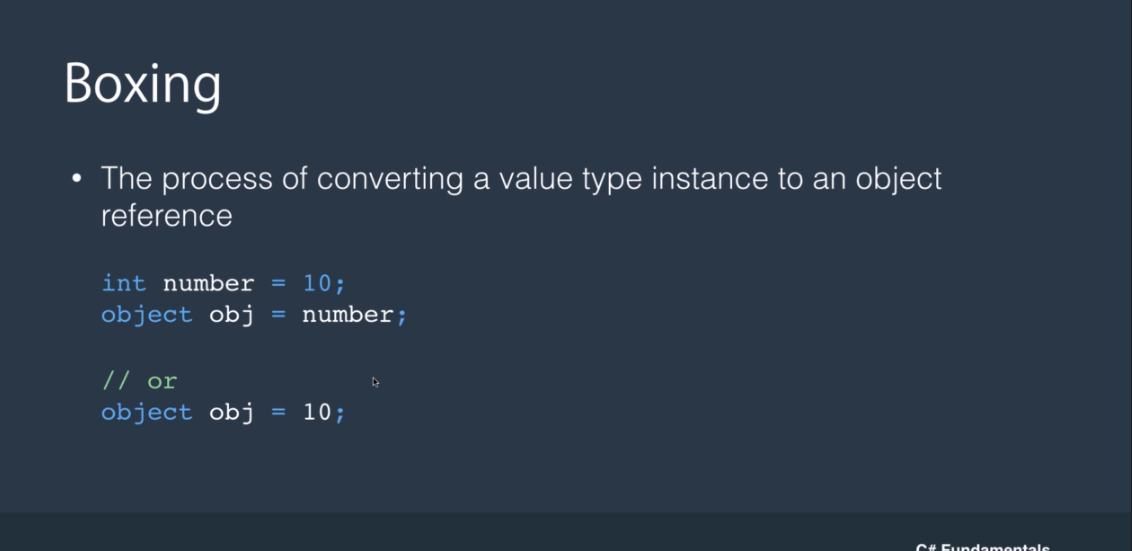 Boxing
• The process of converting a value type instance to an object
reference
int number = 10;
object obj = number;
// or
object obj = 10;
C# Fundamentals